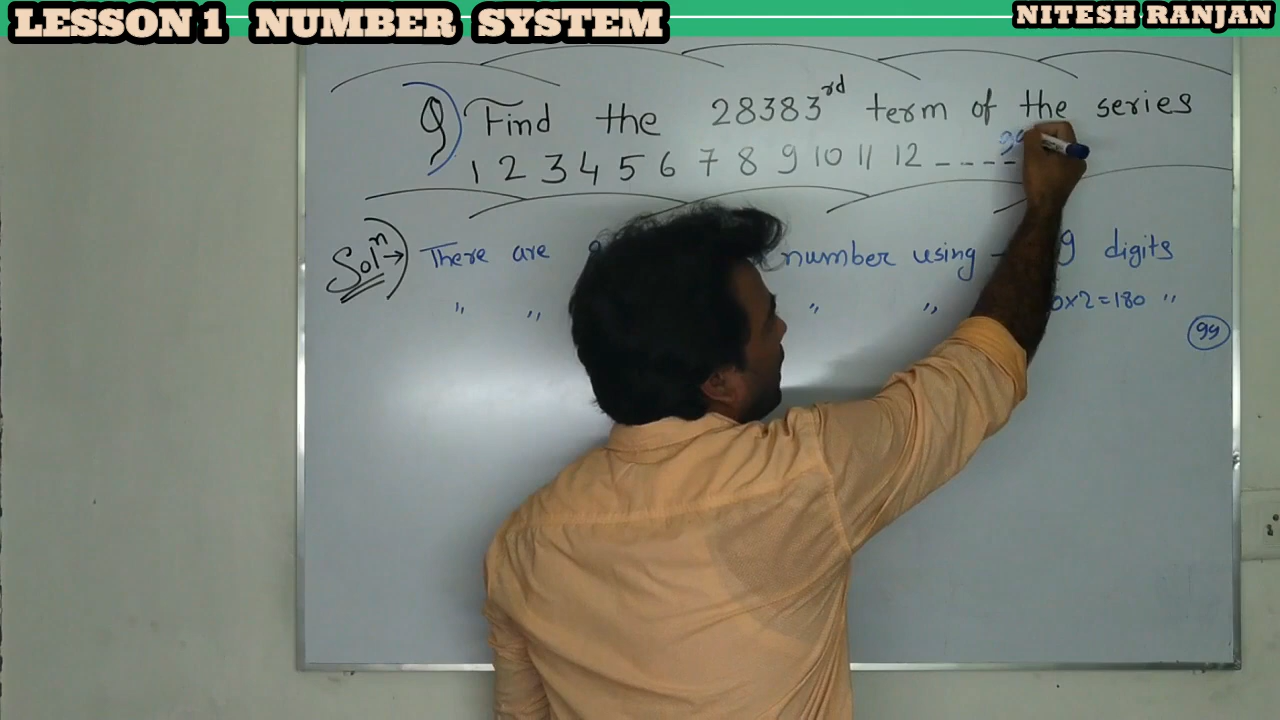 LESSON 1 NUMBER SYSTEM
NITESH RANJAN
Q) Find the 28383rd term of the series
1 2 3 4 5 6 7 8 9 10 11 12 - - - -
Soln → There are number using 9 digits
" " " " 0×2=180 "
99